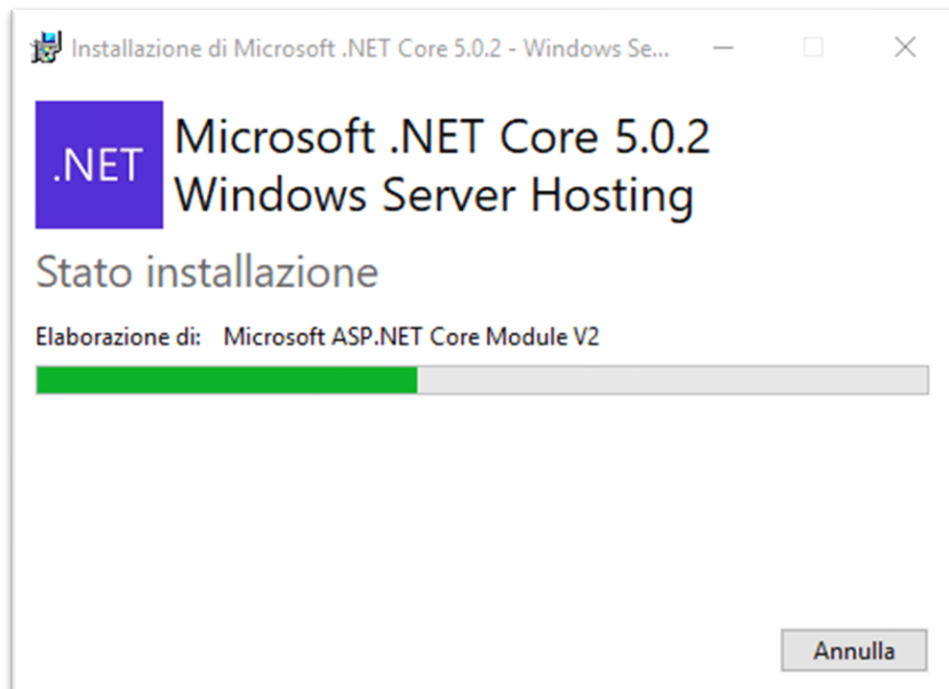 Installazione di Microsoft .NET Core 5.0.2 - Windows Se...
.NET
Microsoft .NET Core 5.0.2
Windows Server Hosting
Stato installazione
Elaborazione di: Microsoft ASP.NET Core Module V2
Annulla